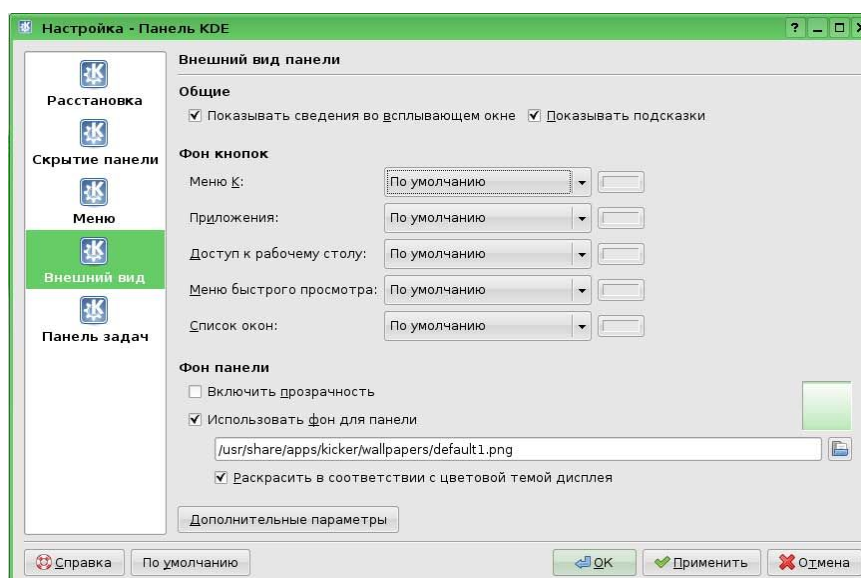 Настройка - Панель KDE
Расстановка
Скрытие панели
Меню
Внешний вид
Панель задач
Внешний вид панели
Общие
Показывать сведения во всплывающем окне Показывать подсказки
Фон кнопок
Меню K: По умолчанию
Приложения: По умолчанию
Доступ к рабочему столу: По умолчанию
Меню быстрого просмотра: По умолчанию
Список окон: По умолчанию
Фон панели
Включить прозрачность
Использовать фон для панели
/usr/share/apps/kicker/wallpapers/default1.png
Раскрасить в соответствии с цветовой темой дисплея
Дополнительные параметры
Справка По умолчанию OK Применить Отмена